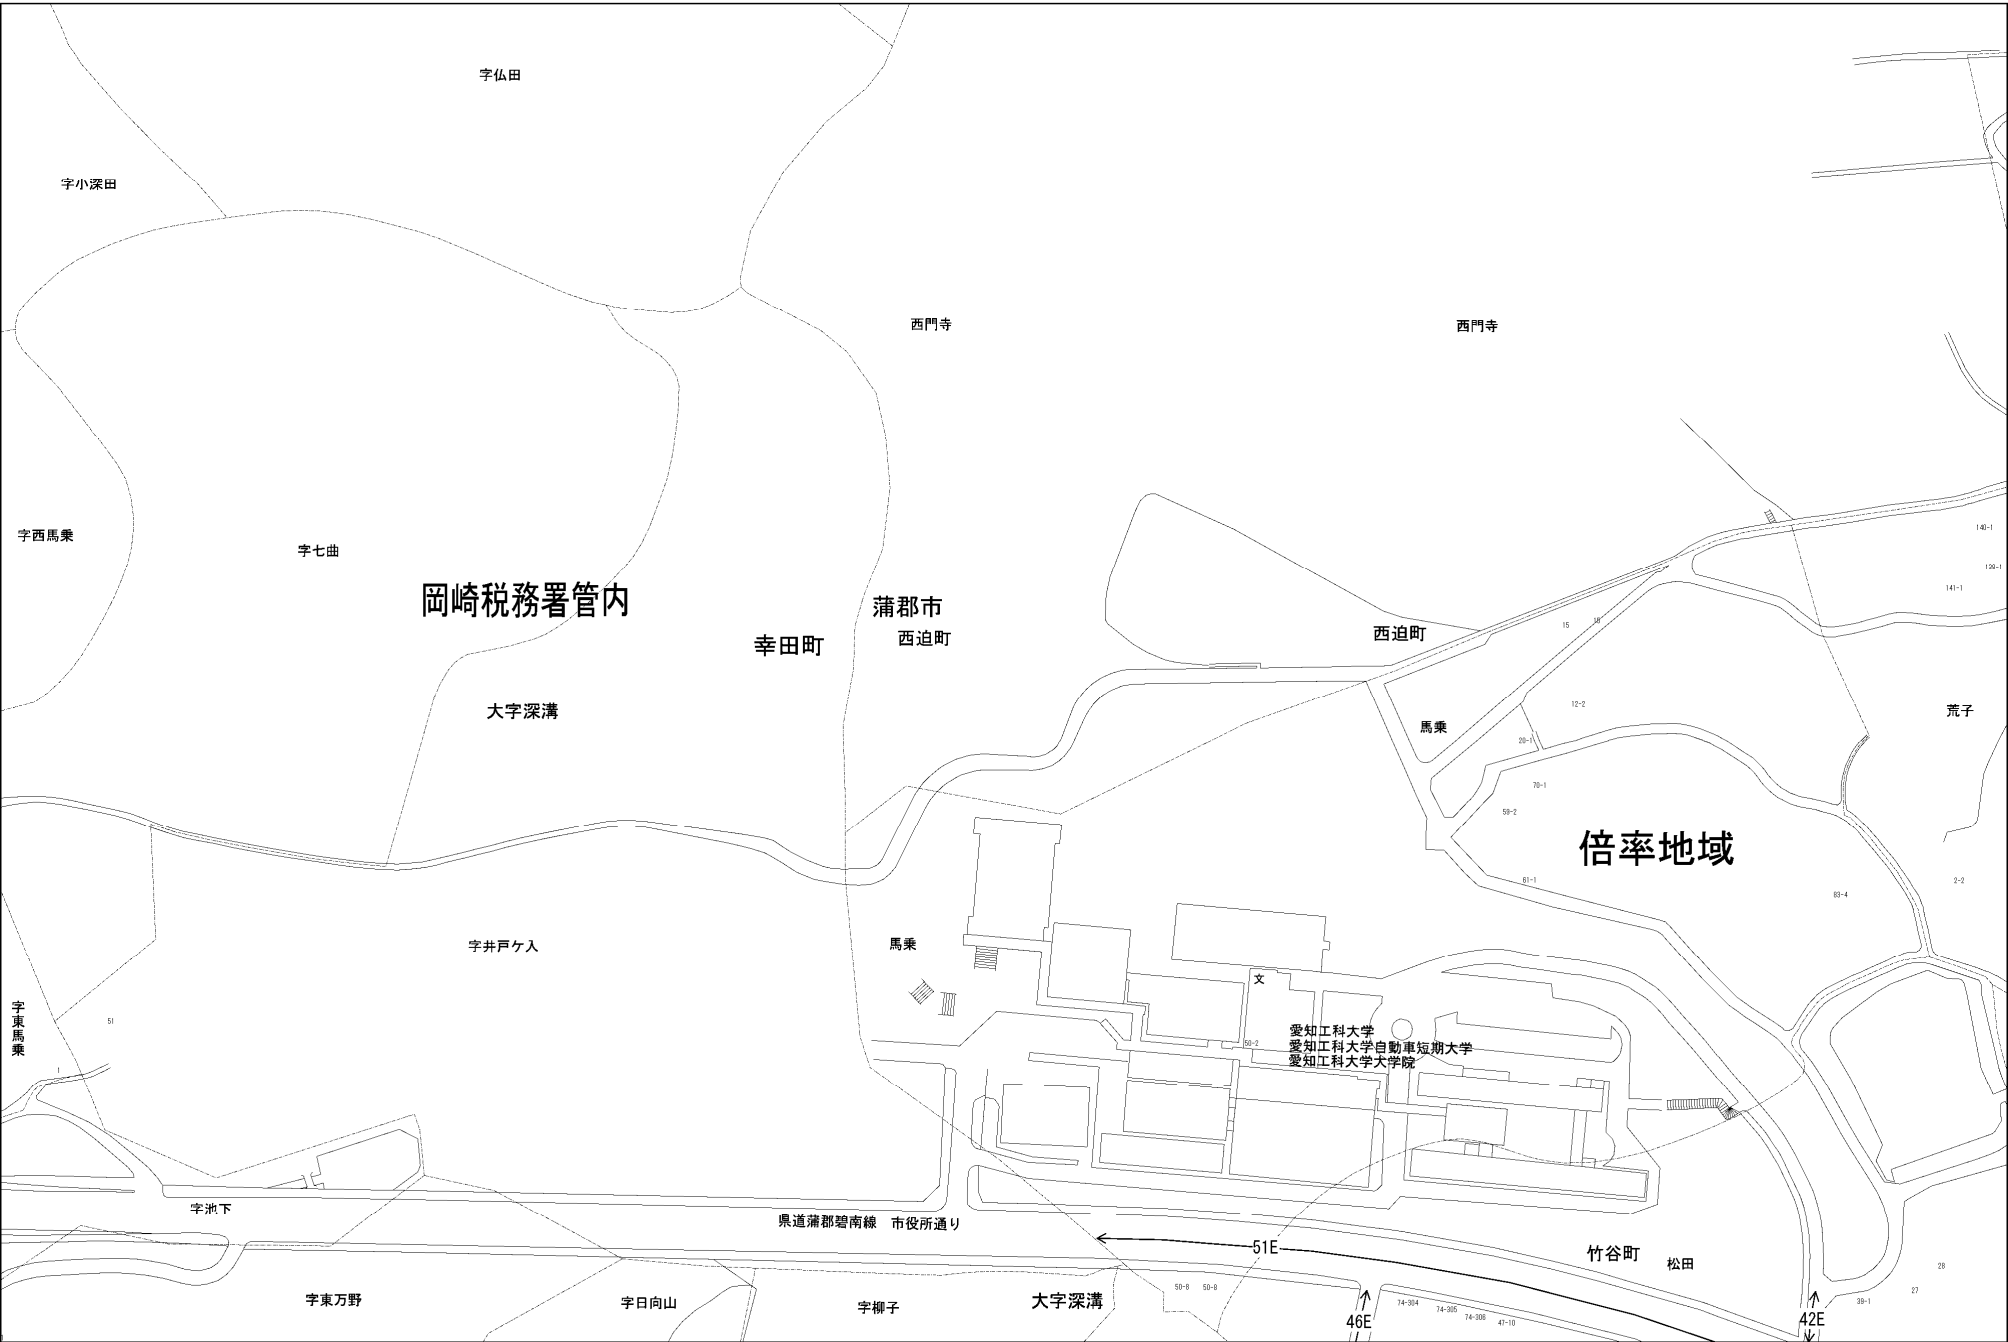 字仏田
字小深田
西門寺
西門寺
字西馬乗
字七曲
岡崎税務署管内
幸田町
蒲郡市
西迫町
西迫町
大字深溝
馬乗
荒子
140-1
139-1
141-1
15
18
12-2
20-1
70-1
59-2
61-1
倍率地域
83-4
2-2
字井戸ケ入
馬乗
文
字東馬乗
51
1
50-2
愛知工科大学
愛知工科大学自動車短期大学
愛知工科大学大学院
字池下
県道蒲郡碧南線 市役所通り
51E
竹谷町
松田
字東万野
字日向山
字柳子
大字深溝
50-8
50-8
46E
74-304
74-305
74-306
47-10
42E
39-1
27
28